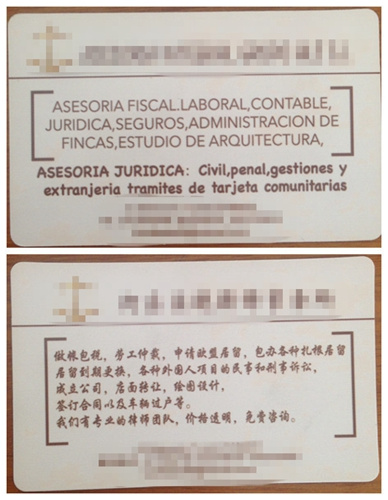 ASESORIA FISCAL.LABORAL,CONTABLE,
JURIDICA,SEGUROS,ADMINISTRACION DE
FINCAS,ESTUDIO DE ARQUITECTURA,
ASESORIA JURIDICA: Civil,penal,gestiones y
extranjeria tramites de tarjeta comunitarias
做账包税，劳工仲裁，申请欧盟居留，包办各种扎根居留
居留到期更换，各种外国人项目的民事和刑事诉讼，
成立公司，店面转让，绘图设计，
签订合同以及车辆过户等。
我们有专业的律师团队，价格透明，免费咨询。